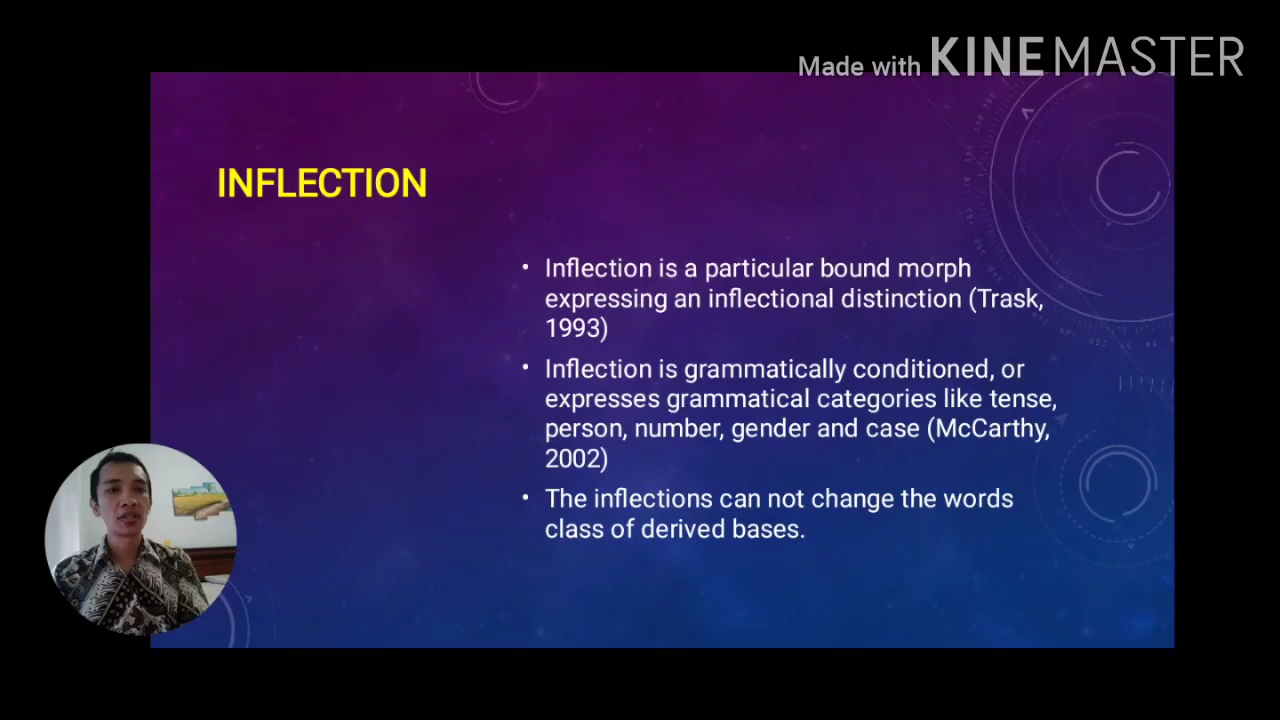 Made with KINEMASTER
INFLECTION
• Inflection is a particular bound morph
expressing an inflectional distinction (Trask,
1993)
• Inflection is grammatically conditioned, or
expresses grammatical categories like tense,
person, number, gender and case (McCarthy,
2002)
• The inflections can not change the words
class of derived bases.